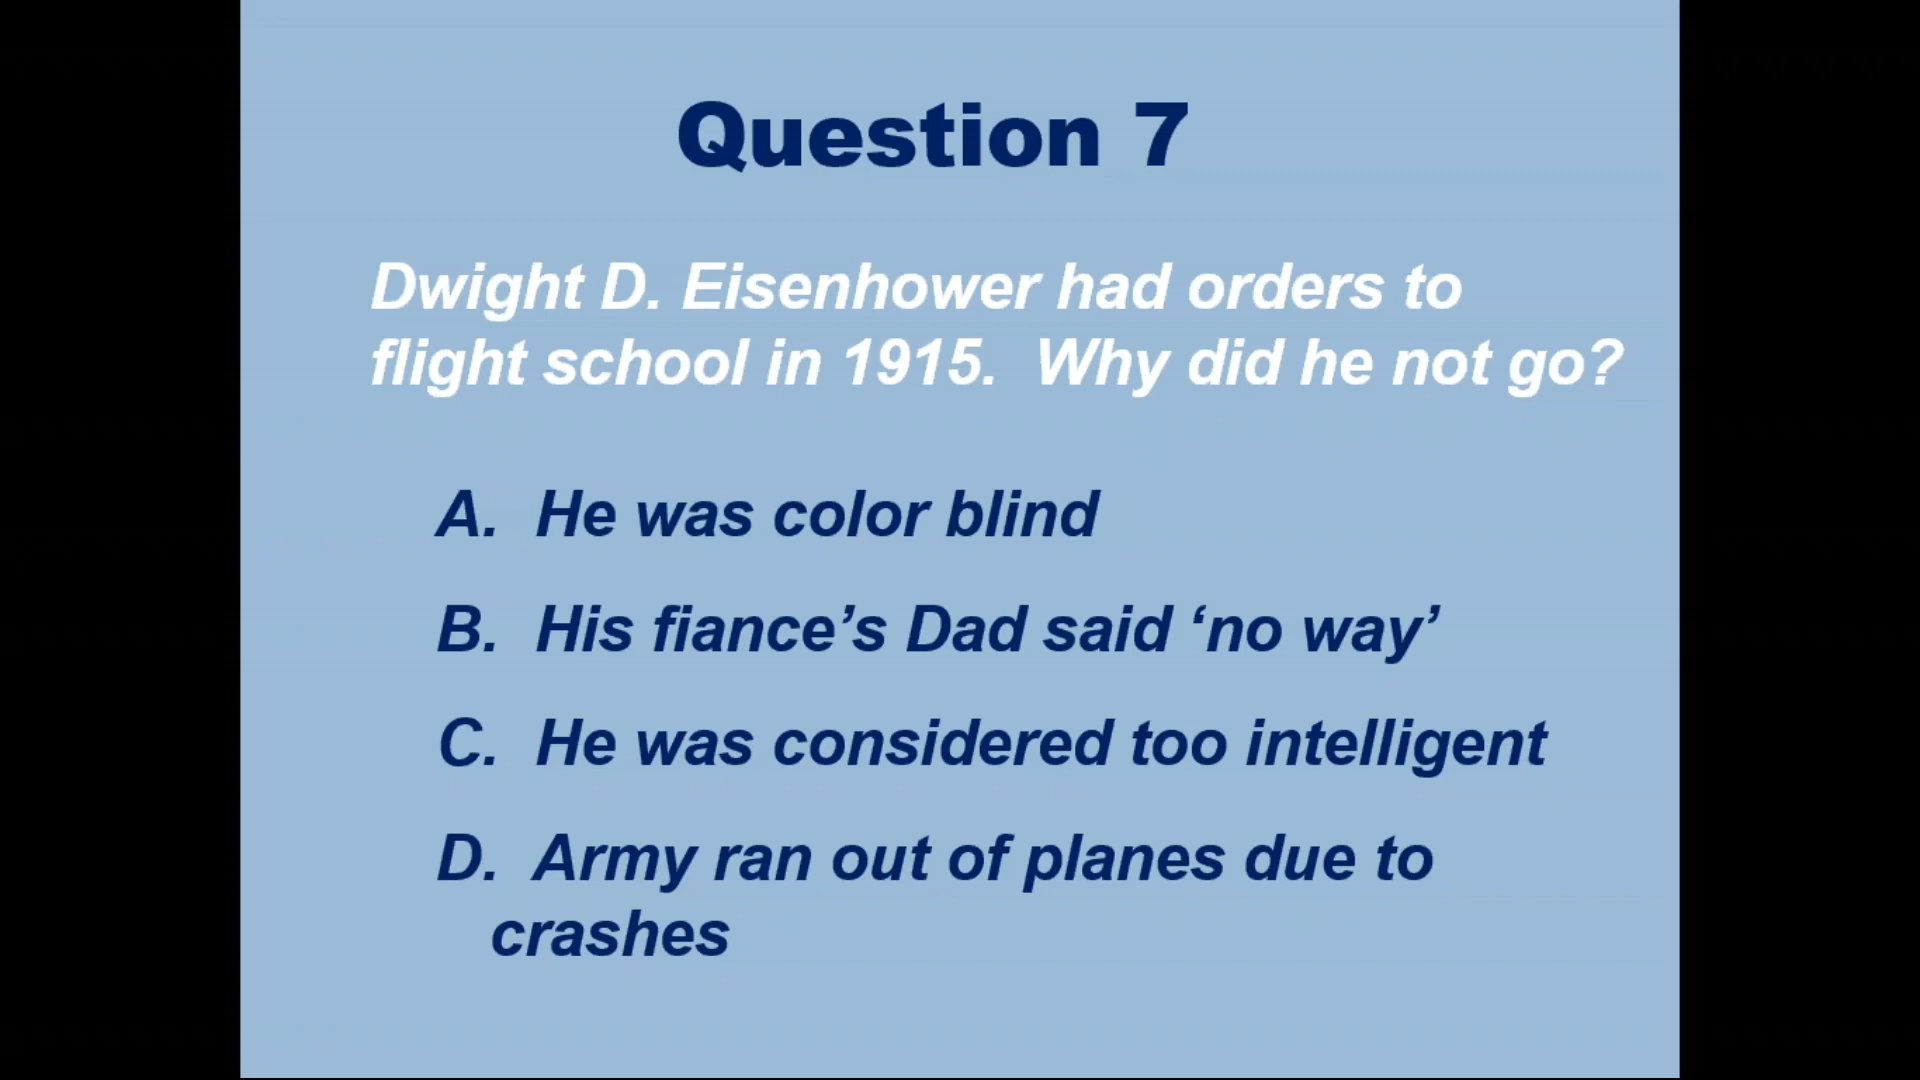 Question 7
Dwight D. Eisenhower had orders to
flight school in 1915.  Why did he not go?
A.  He was color blind
B.  His fiance’s Dad said ‘no way’
C.  He was considered too intelligent
D.  Army ran out of planes due to
crashes